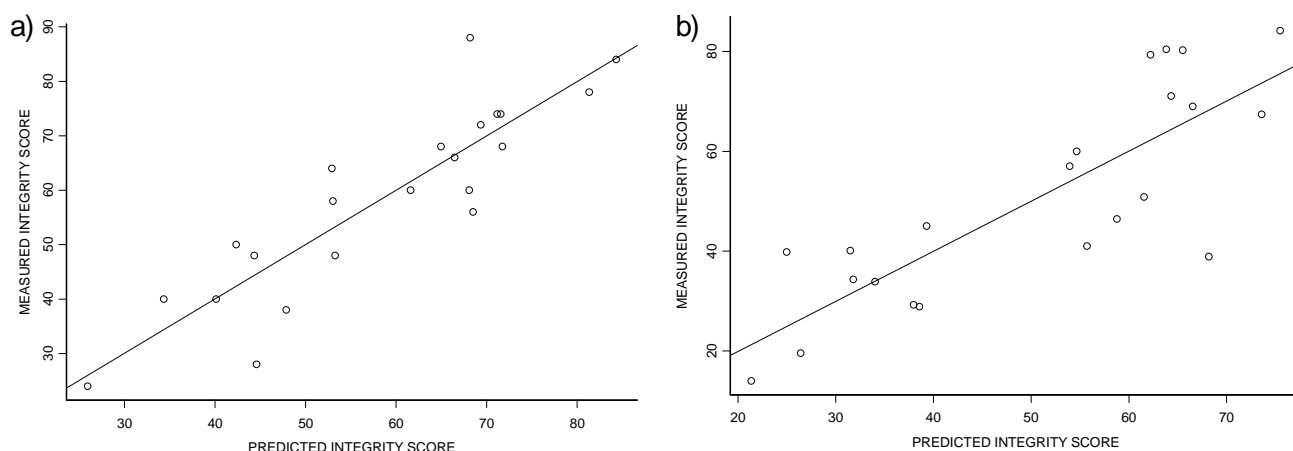 a)
MEASURED INTEGRITY SCORE
90
80
70
60
50
40
30
30 40 50 60 70 80
PREDICTED INTEGRITY SCORE
b)
MEASURED INTEGRITY SCORE
80
60
40
20
20 30 40 50 60 70
PREDICTED INTEGRITY SCORE